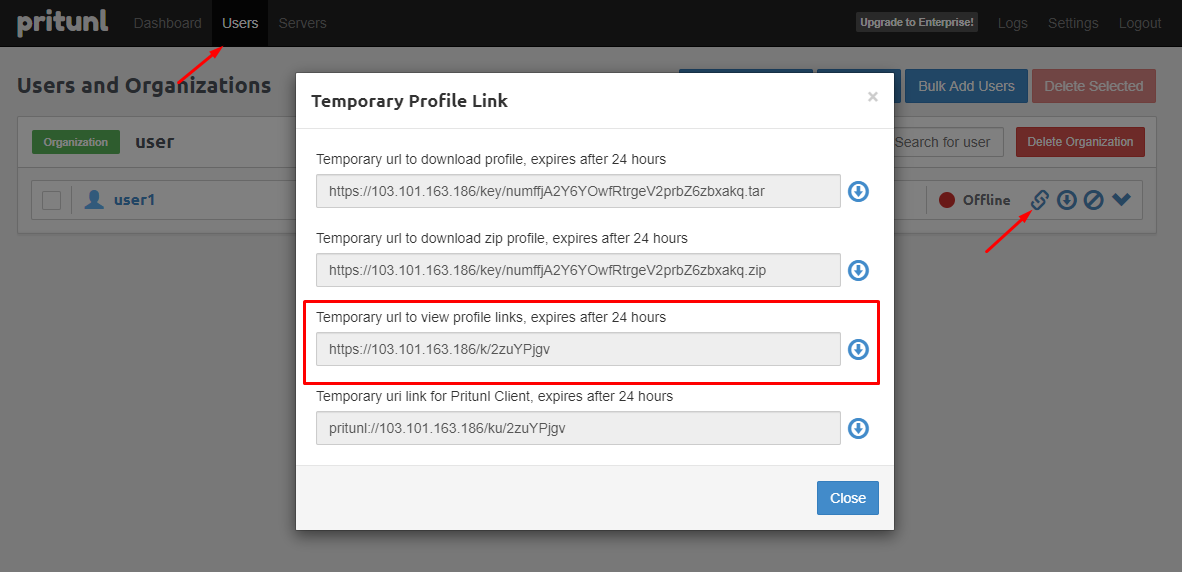 pritunl Dashboard Users Servers Upgrade to Enterprise! Logs Settings Logout
Users and Organizations
Bulk Add Users Delete Selected
Organization user
Search for user Delete Organization
user1
Offline
Temporary Profile Link ×
Temporary url to download profile, expires after 24 hours
https://103.101.163.186/key/numffjA2Y6YOwfRtrgeV2prbZ6zbxakq.tar
Temporary url to download zip profile, expires after 24 hours
https://103.101.163.186/key/numffjA2Y6YOwfRtrgeV2prbZ6zbxakq.zip
Temporary url to view profile links, expires after 24 hours
https://103.101.163.186/k/2zuYPjgv
Temporary uri link for Pritunl Client, expires after 24 hours
pritunl://103.101.163.186/ku/2zuYPjgv
Close